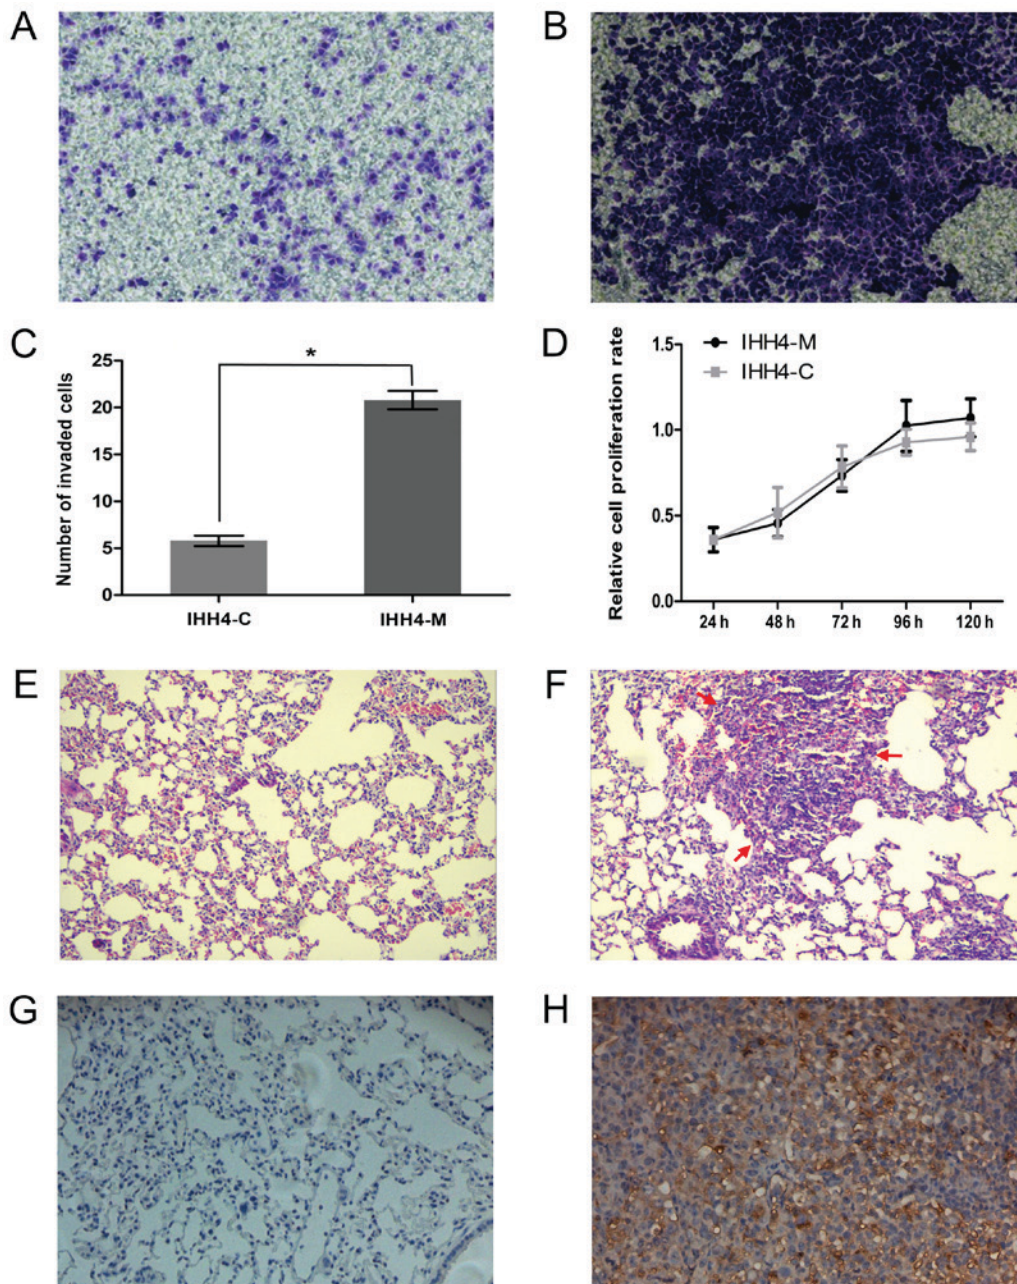 A
B
C
Number of invaded cells
25
20
15
10
5
0
*
IHH4-C
IHH4-M
D
Relative cell proliferation rate
1.5
1.0
0.5
0.0
IHH4-M
IHH4-C
24 h
48 h
72 h
96 h
120 h
E
F
G
H